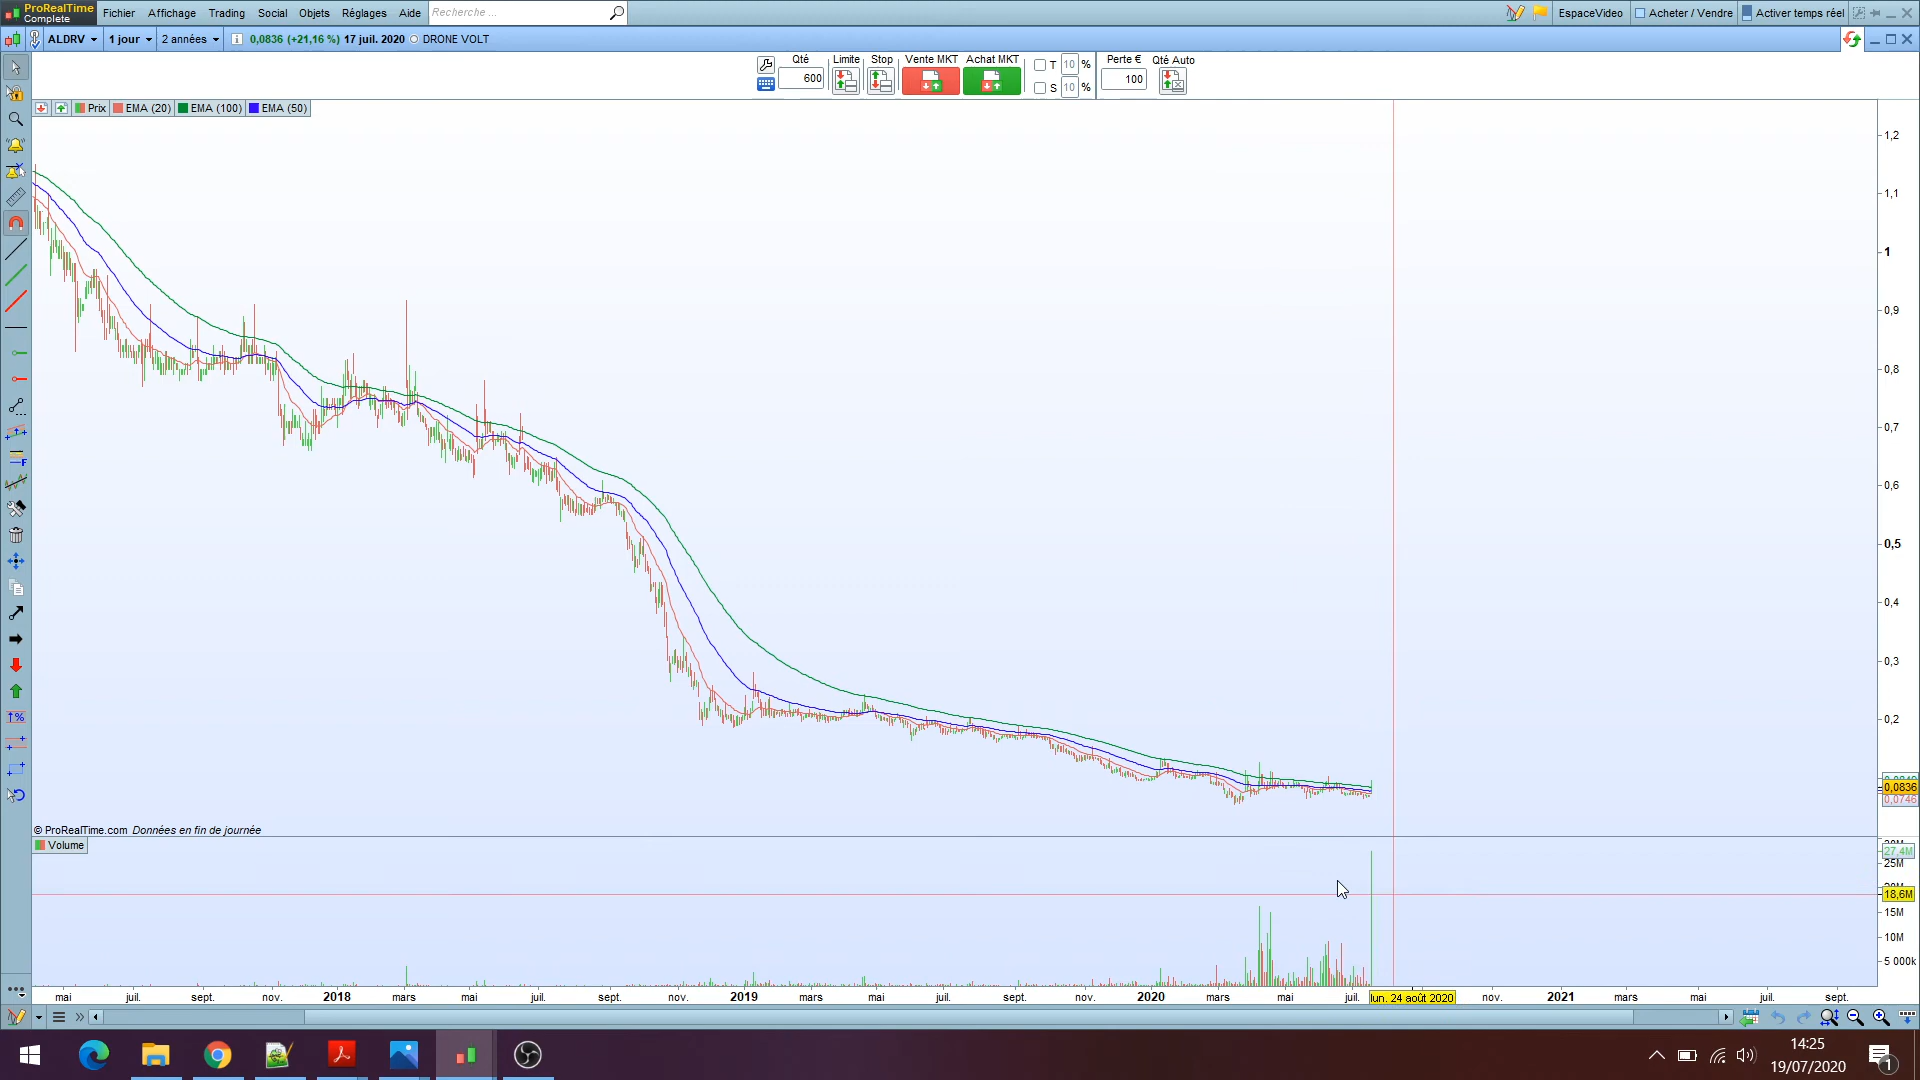 ProRealTime
Complete
Fichier Affichage Trading Social Objets Réglages Aide Recherche ... EspaceVideo Acheter / Vendre Activer temps réel
ALDRV 1 jour 2 années 0,0836 (+21,16 %) 17 juil. 2020 DRONE VOLT
Qté Limite Stop Vente MKT Achat MKT T 10 % Perte € Qté Auto
600 S 10 % 100
Prix EMA (20) EMA (100) EMA (50)
1,2
1,1
1
0,9
0,8
0,7
0,6
0,5
0,4
0,3
0,2
0,0836
0,0746
© ProRealTime.com Données en fin de journée
Volume
27,4M
25M
18,6M
15M
10M
5 000k
mai juil. sept. nov. 2018 mars mai juil. sept. nov. 2019 mars mai juil. sept. nov. 2020 mars mai juil. lun. 24 août 2020 nov. 2021 mars mai juil. sept.
14:25
19/07/2020
1